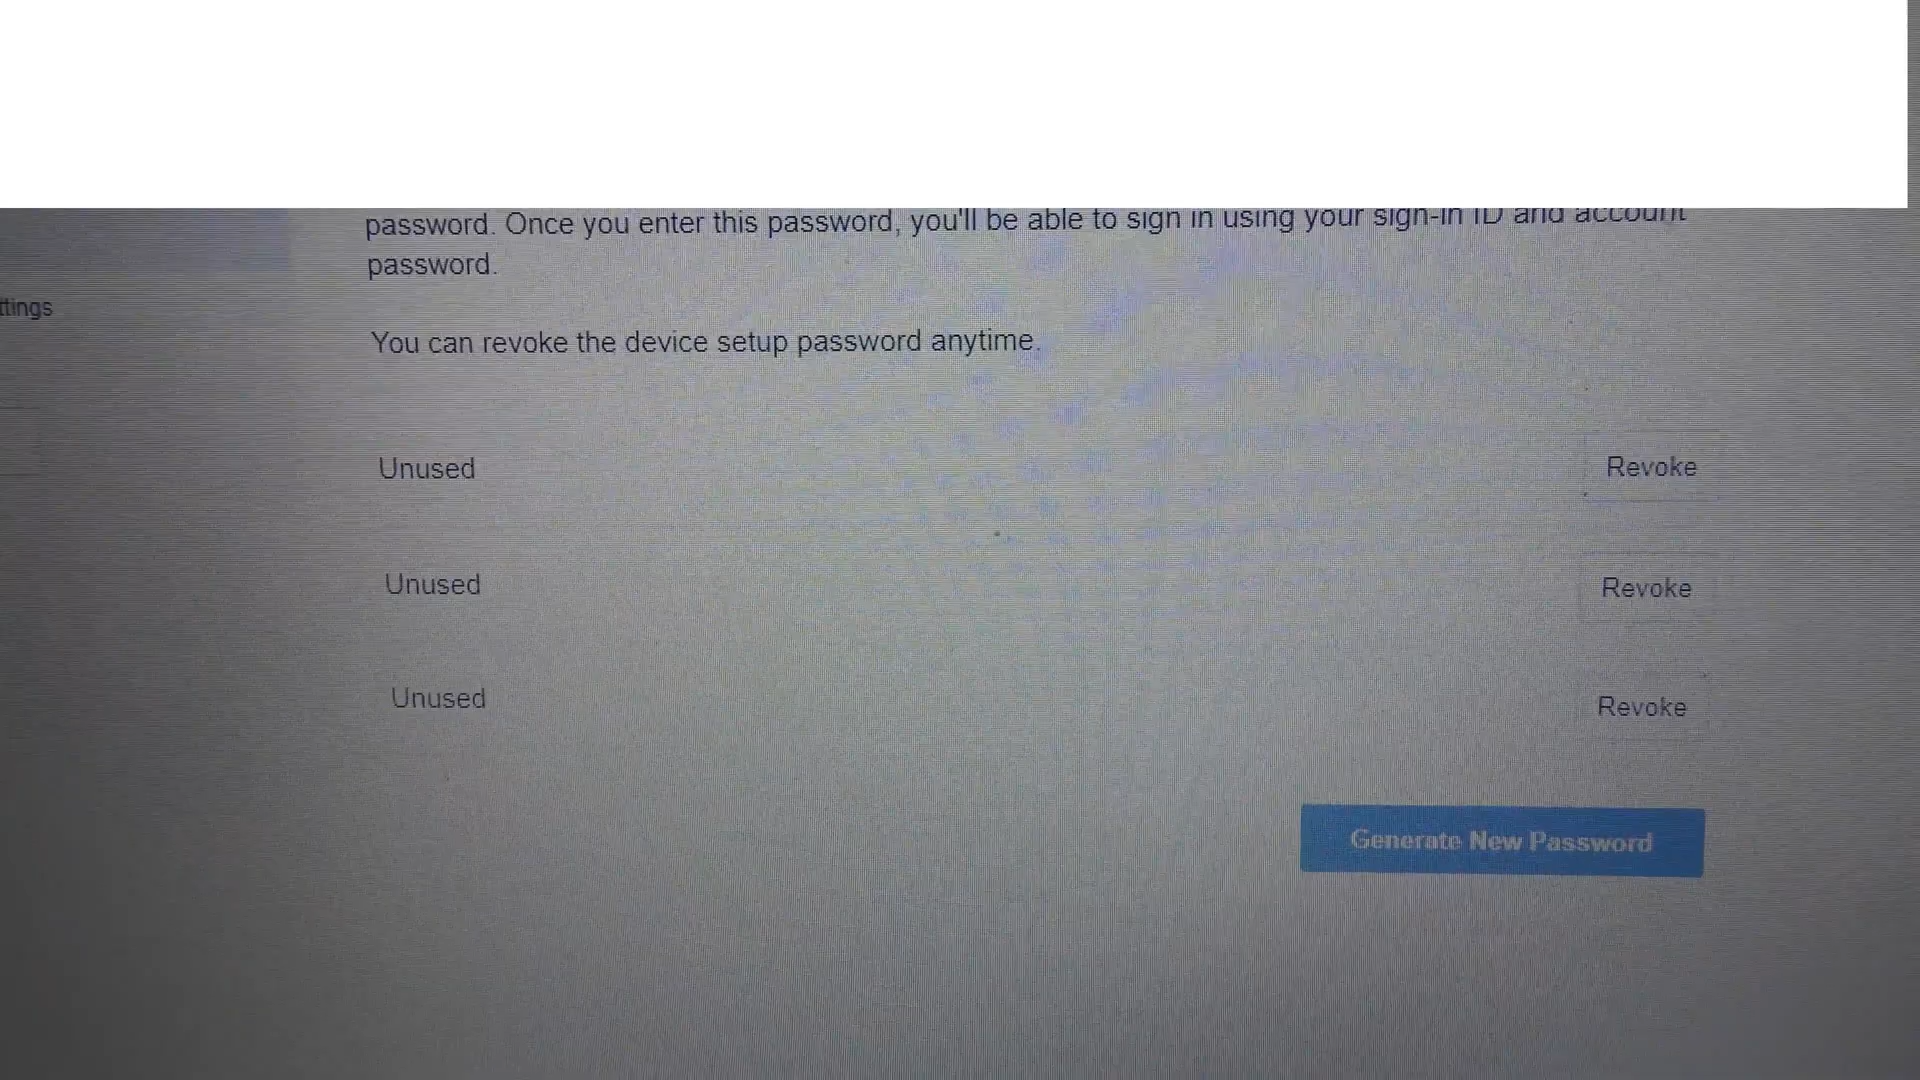 password. Once you enter this password, you'll be able to sign in using your sign-in ID and account
password.
ttings
You can revoke the device setup password anytime.
Unused Revoke
Unused Revoke
Unused Revoke
Generate New Password